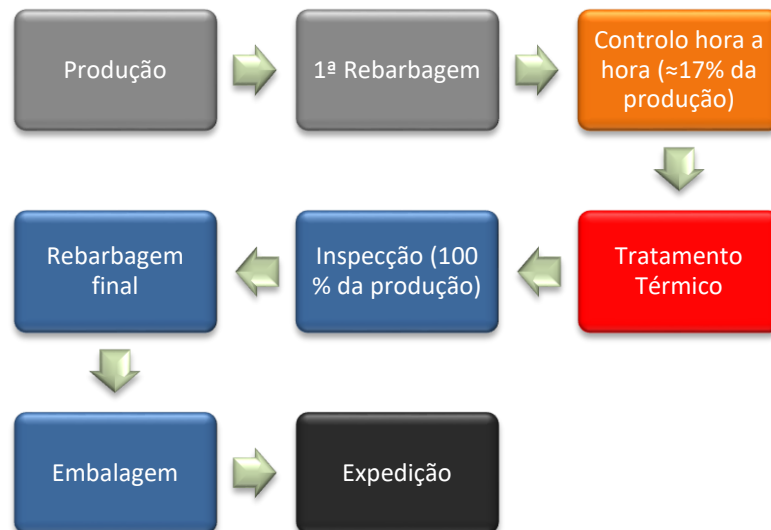 Produção
1ª Rebarbagem
Controlo hora a
hora (≈17% da
produção)
Tratamento
Térmico
Inspecção (100
% da produção)
Rebarbagem
final
Embalagem
Expedição